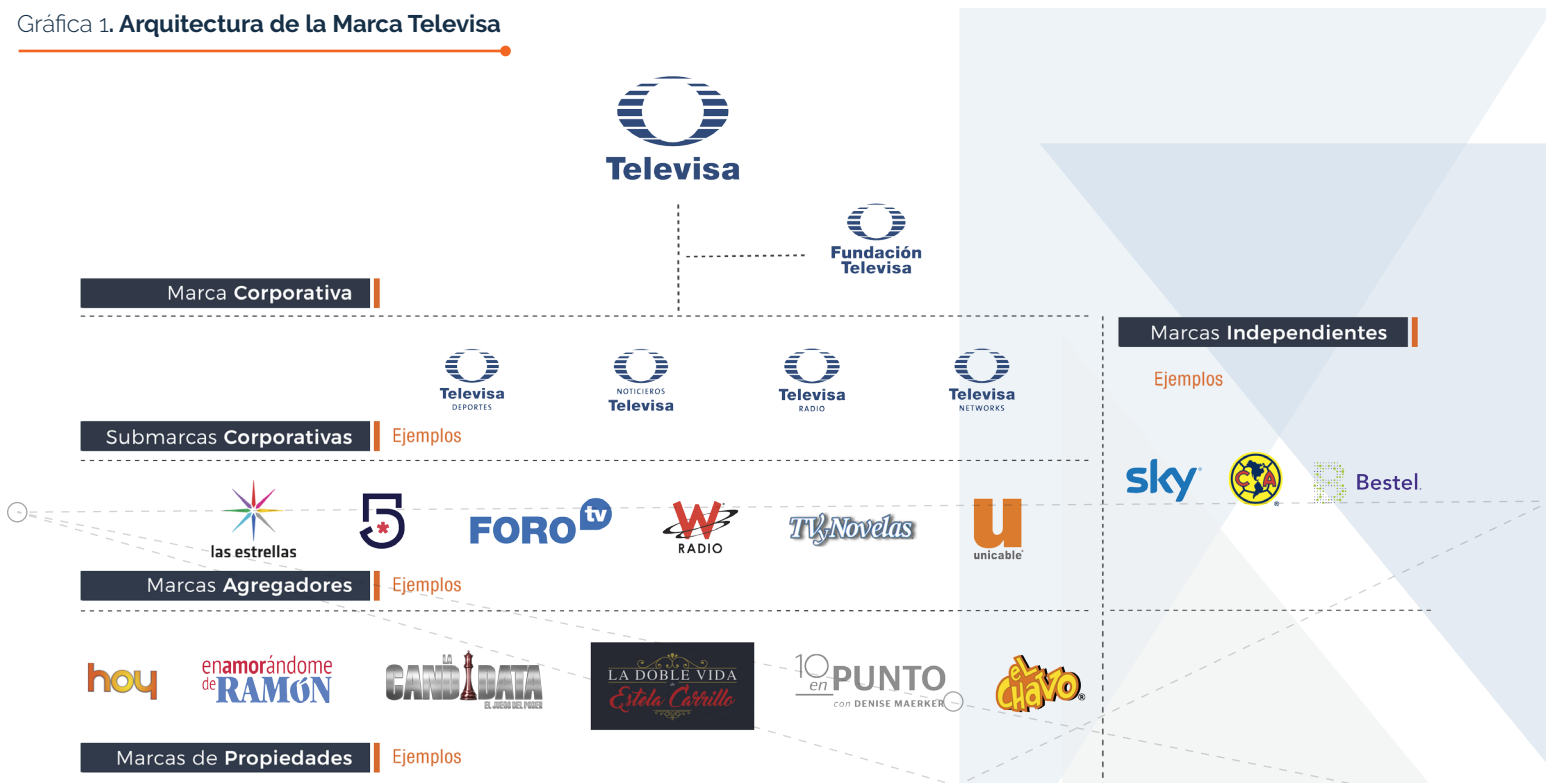 Gráfica 1. Arquitectura de la Marca Televisa
Televisa
Fundación
Televisa
Marca Corporativa
Marcas Independientes
Ejemplos
Televisa
DEPORTES
NOTICIEROS
Televisa
Televisa
RADIO
Televisa
NETWORKS
Submarcas Corporativas
Ejemplos
sky
CA
Bestel
las estrellas
5
FORO tv
W
RADIO
TVyNovelas
u
unicable
Marcas Agregadores
Ejemplos
hoy
enamorándome
de RAMÓN
LA
CANDIDATA
EL JUEGO DEL PODER
LA DOBLE VIDA
de
Estela Carrillo
10 en PUNTO
con DENISE MAERKER
el
CHAVO
Marcas de Propiedades
Ejemplos